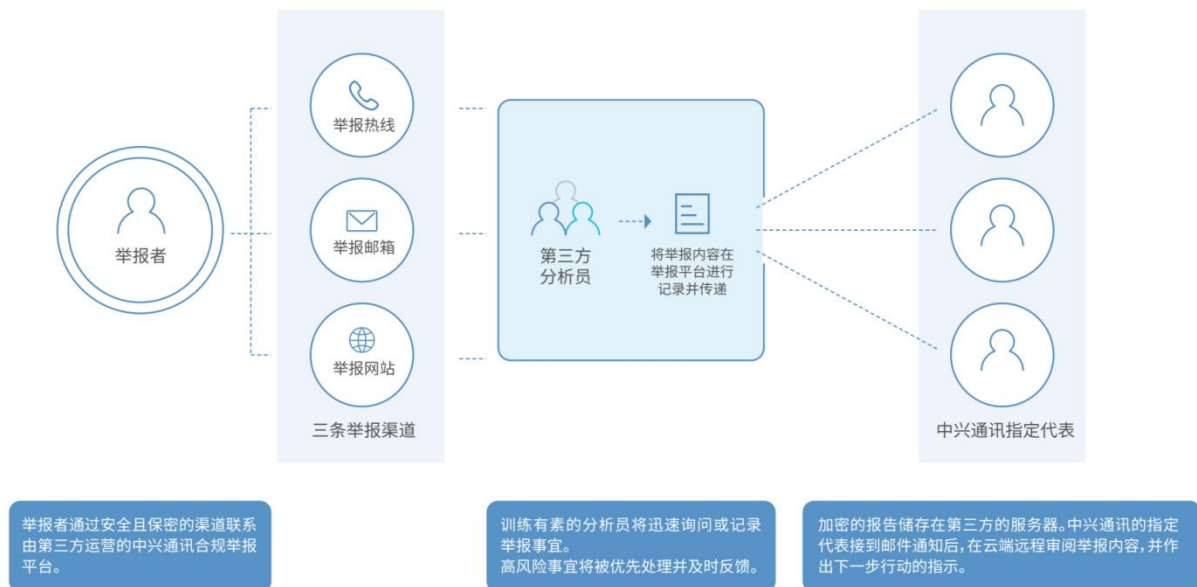 举报者
举报热线
举报邮箱
举报网站
三条举报渠道
第三方
分析员
将举报内容在
举报平台进行
记录并传递
中兴通讯指定代表
举报者通过安全且保密的渠道联系
由第三方运营的中兴通讯合规举报
平台。
训练有素的分析员将迅速询问或记录
举报事宜。
高风险事宜将被优先处理并及时反馈。
加密的报告储存在第三方的服务器。中兴通讯的指定
代表接到邮件通知后，在云端远程审阅举报内容，并作
出下一步行动的指示。